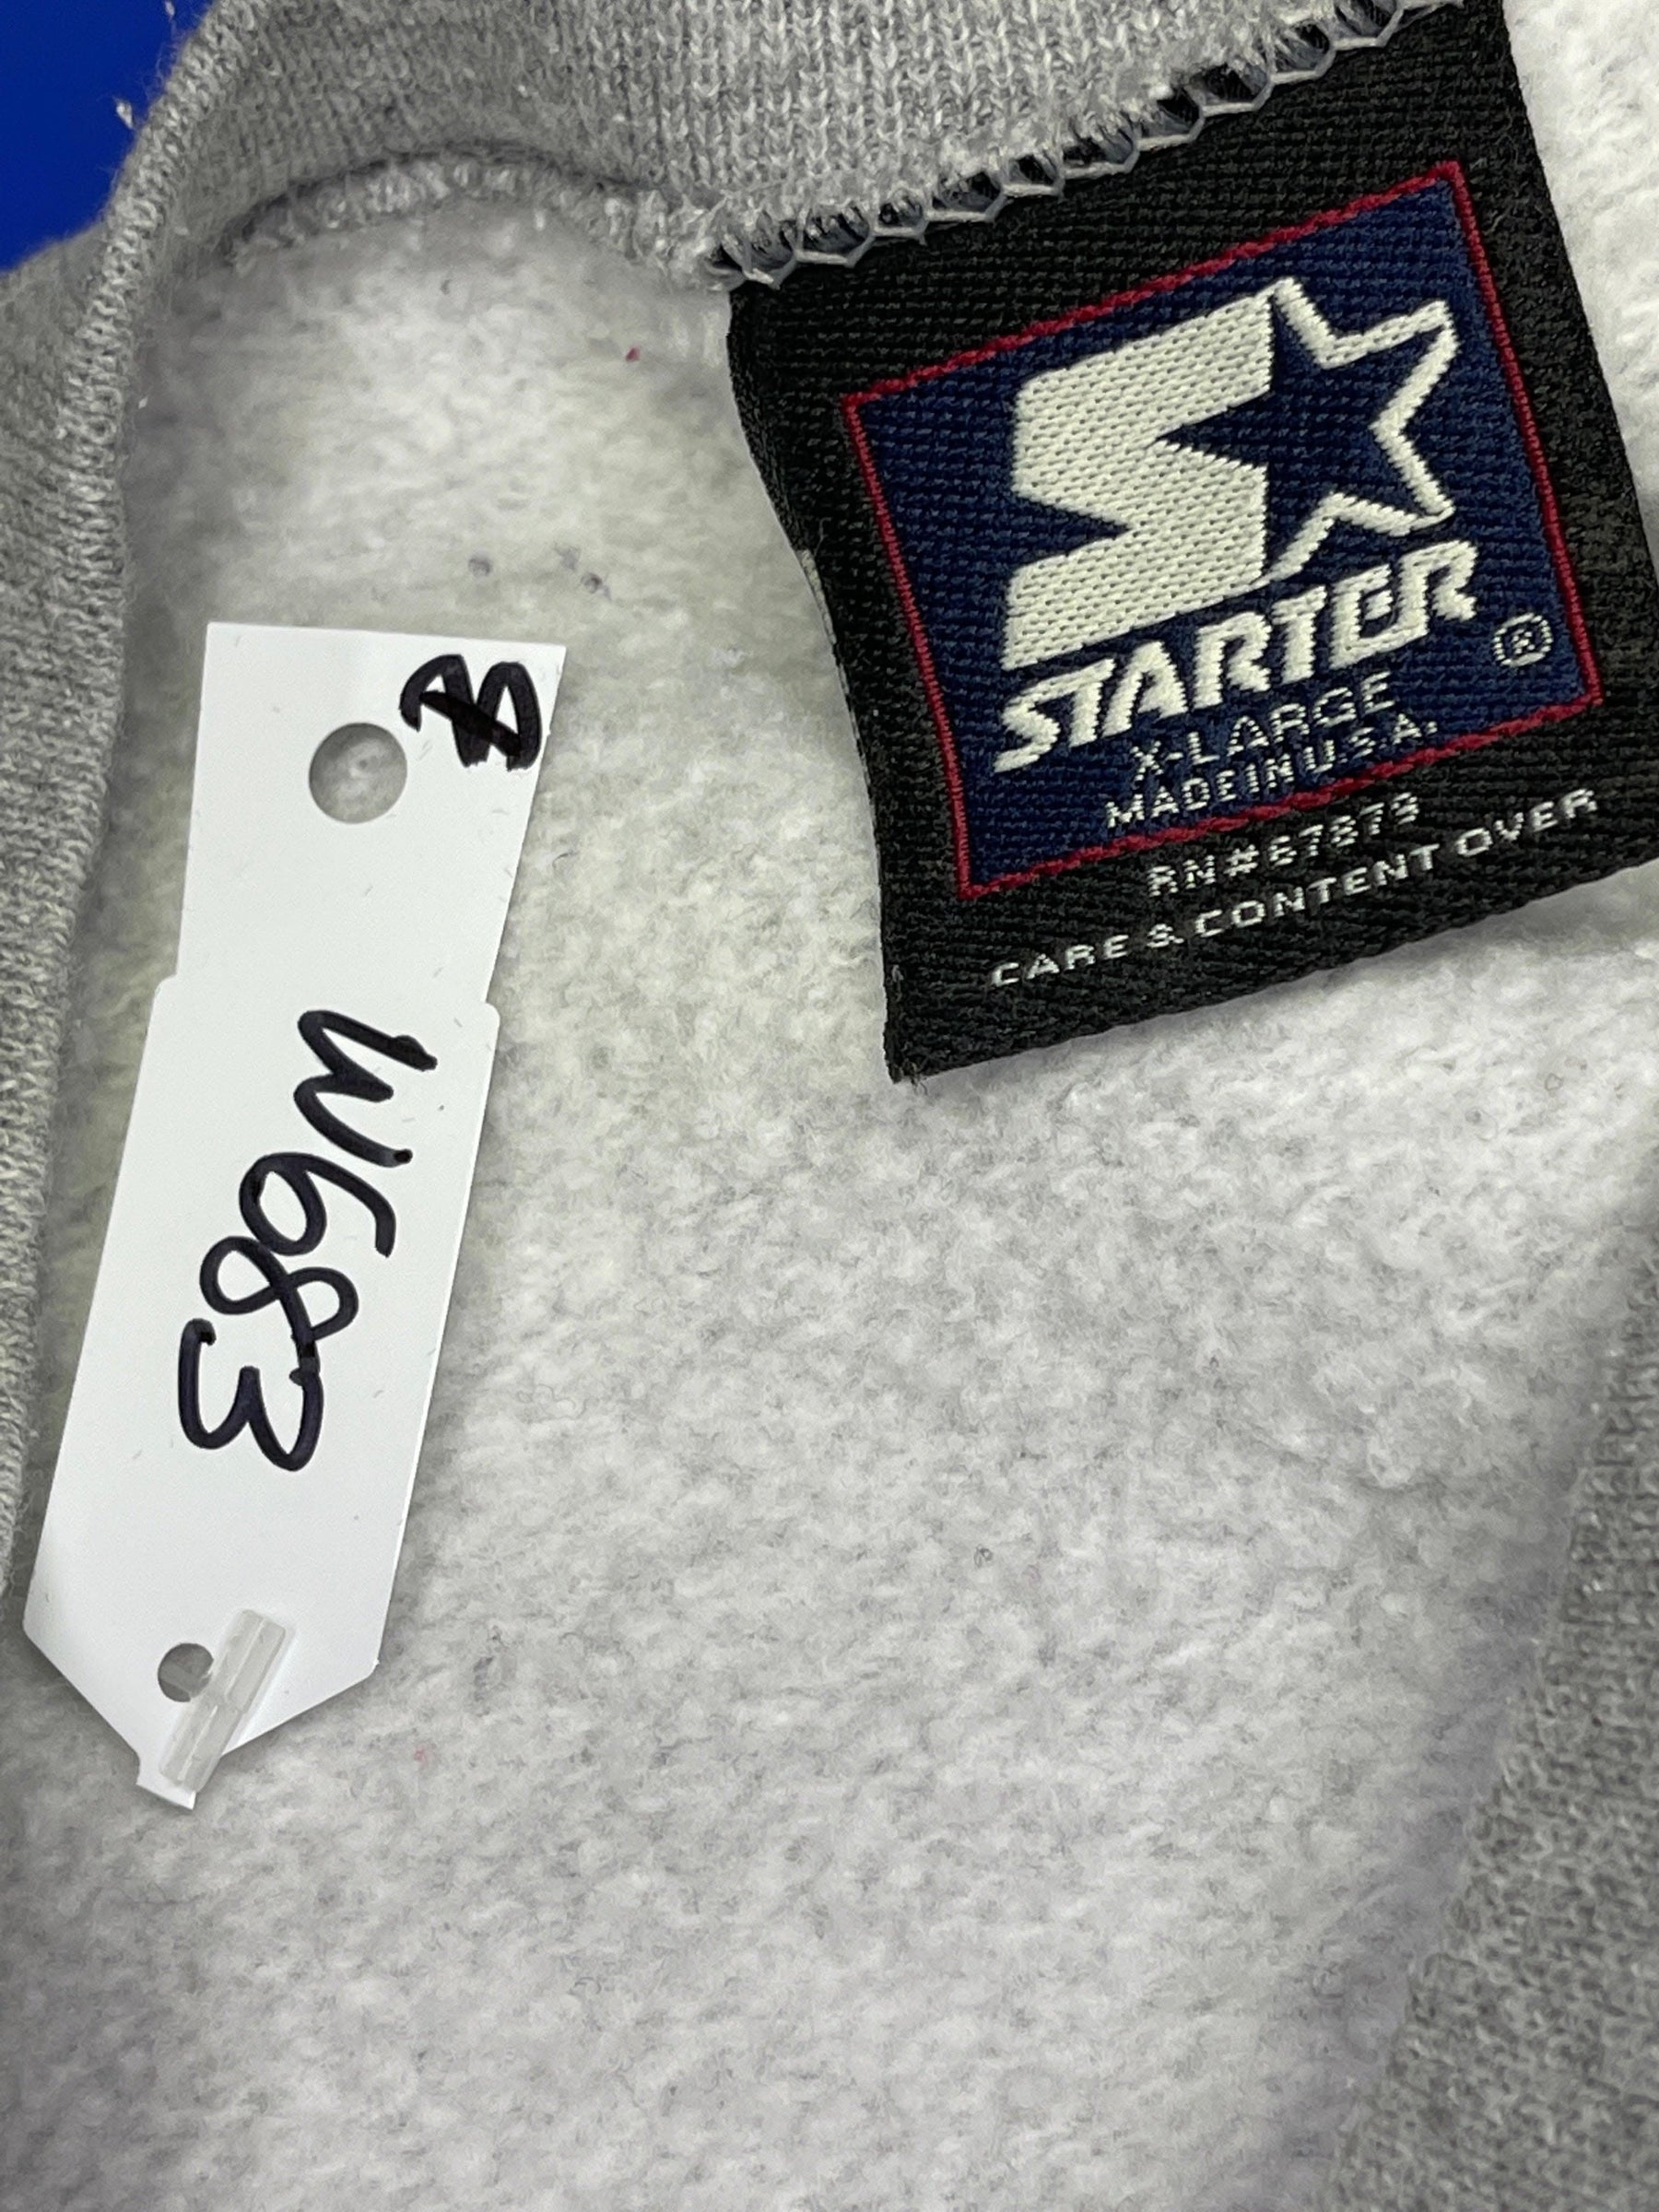 STARTER ®
X-LARGE
MADE IN U.S.A.
RN#67879
CARE & CONTENT OVER
W683